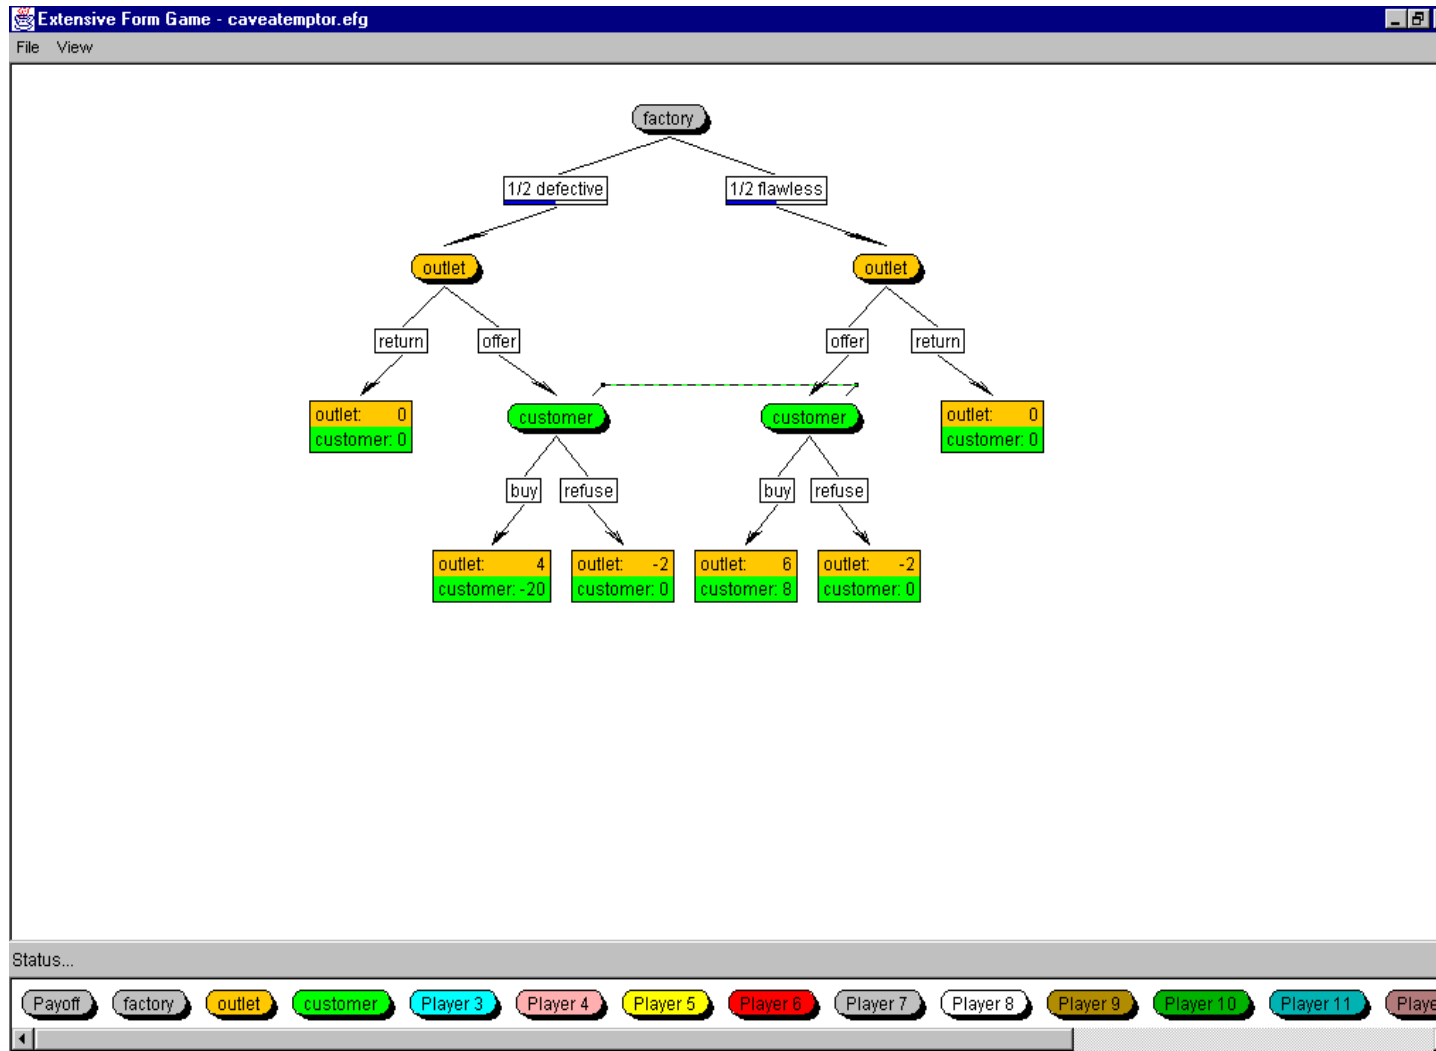 Extensive Form Game - caveatemptor.efg
File View
factory
1/2 defective 1/2 flawless
outlet outlet
return offer offer return
outlet: 0 customer customer outlet: 0
customer: 0 customer: 0
buy refuse buy refuse
outlet: 4 outlet: -2 outlet: 6 outlet: -2
customer: -20 customer: 0 customer: 8 customer: 0
Status...
Payoff factory outlet customer Player 3 Player 4 Player 5 Player 6 Player 7 Player 8 Player 9 Player 10 Player 11